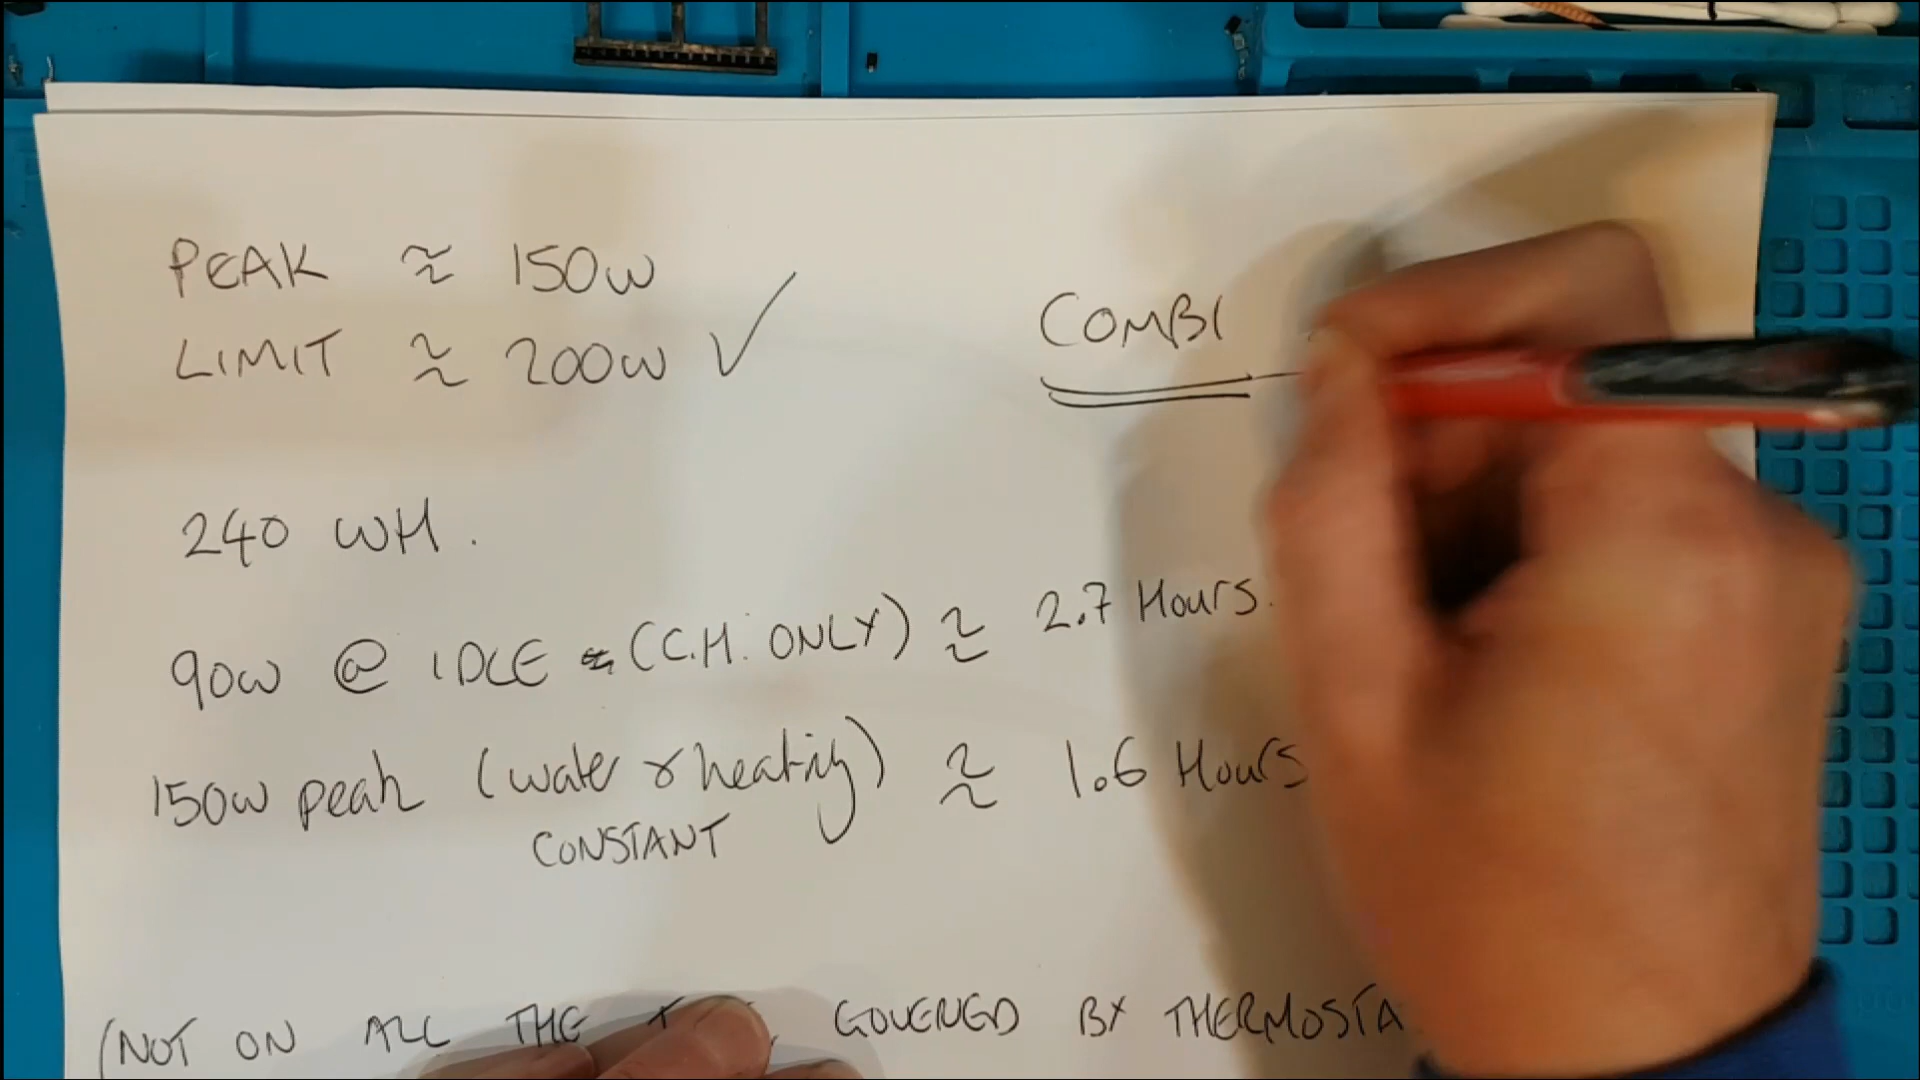 PEAK ≈ 150W
LIMIT ≈ 200W ✓
COMBI
240 WH.
90W @ IDLE (C.H. ONLY) ≈ 2.7 Hours.
150W peak (water & heating) ≈ 1.6 Hours
CONSTANT
(NOT ON ALL THE GOVENED BY THERMOSTA